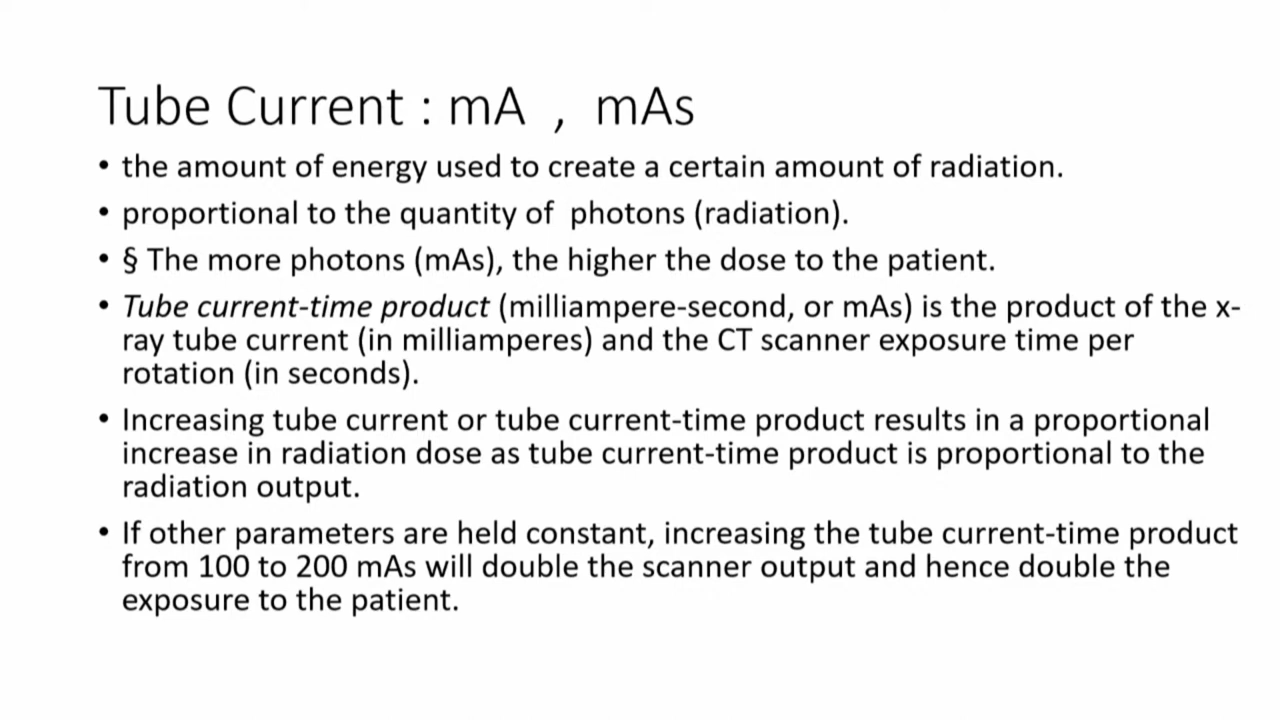 Tube Current : mA , mAs
• the amount of energy used to create a certain amount of radiation.
• proportional to the quantity of photons (radiation).
• § The more photons (mAs), the higher the dose to the patient.
• Tube current-time product (milliampere-second, or mAs) is the product of the x-
ray tube current (in milliamperes) and the CT scanner exposure time per
rotation (in seconds).
• Increasing tube current or tube current-time product results in a proportional
increase in radiation dose as tube current-time product is proportional to the
radiation output.
• If other parameters are held constant, increasing the tube current-time product
from 100 to 200 mAs will double the scanner output and hence double the
exposure to the patient.